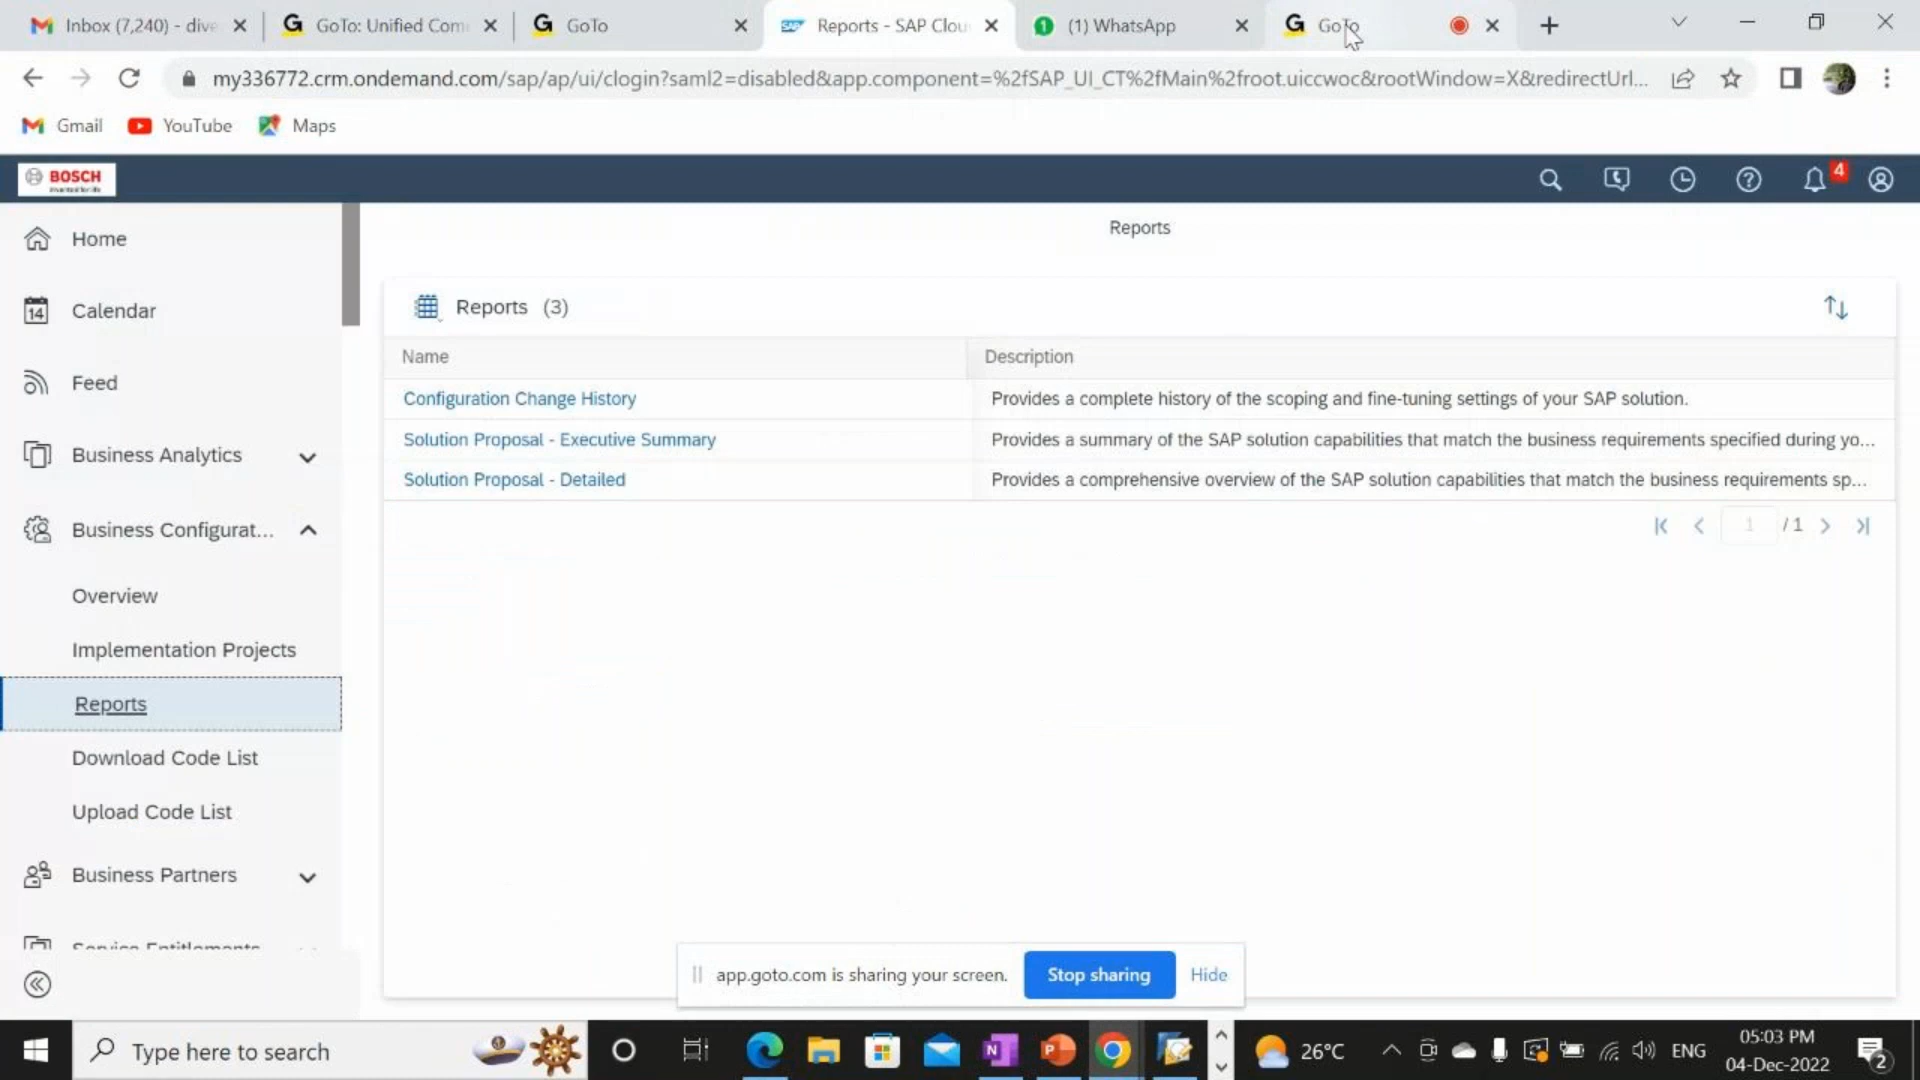 Inbox (7,240) - dive
GoTo: Unified Com
GoTo
Reports - SAP Clou
(1) WhatsApp
GoTo
my336772.crm.ondemand.com/sap/ap/ui/clogin?saml2=disabled&app.component=%2fSAP_UI_CT%2fMain%2froot.uiccwoc&rootWindow=X&redirectUrl...
Gmail
YouTube
Maps
BOSCH
4
Home
Reports
14
Calendar
Reports (3)
Name
Description
Feed
Configuration Change History
Provides a complete history of the scoping and fine-tuning settings of your SAP solution.
Solution Proposal - Executive Summary
Provides a summary of the SAP solution capabilities that match the business requirements specified during yo...
Business Analytics
Solution Proposal - Detailed
Provides a comprehensive overview of the SAP solution capabilities that match the business requirements sp...
Business Configurat...
1 / 1
Overview
Implementation Projects
Reports
Download Code List
Upload Code List
Business Partners
Service Entitlements
app.goto.com is sharing your screen.
Stop sharing
Hide
Type here to search
26°C
ENG
05:03 PM
04-Dec-2022
2